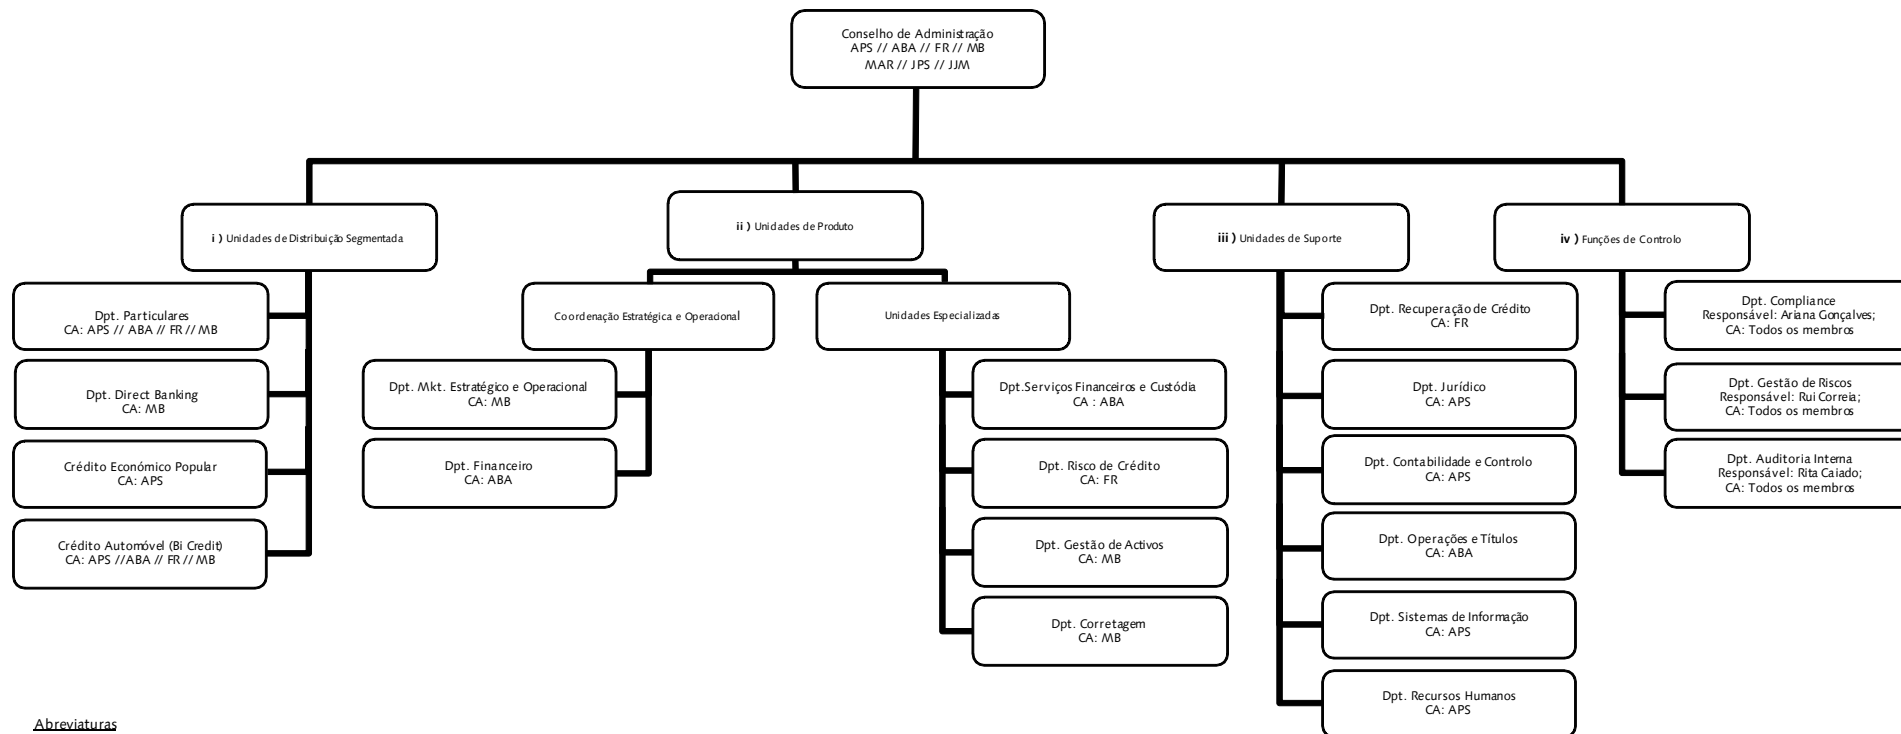 Conselho de Administração
APS // ABA // FR // MB
MAR // JPS // JJM
i ) Unidades de Distribuição Segmentada
ii ) Unidades de Produto
iii ) Unidades de Suporte
iv ) Funções de Controlo
Dpt. Particulares
CA: APS // ABA // FR // MB
Dpt. Direct Banking
CA: MB
Crédito Económico Popular
CA: APS
Crédito Automóvel (Bi Credit)
CA: APS //ABA // FR // MB
Coordenação Estratégica e Operacional
Dpt. Mkt. Estratégico e Operacional
CA: MB
Dpt. Financeiro
CA: ABA
Unidades Especializadas
Dpt.Serviços Financeiros e Custódia
CA : ABA
Dpt. Risco de Crédito
CA: FR
Dpt. Gestão de Activos
CA: MB
Dpt. Corretagem
CA: MB
Dpt. Recuperação de Crédito
CA: FR
Dpt. Jurídico
CA: APS
Dpt. Contabilidade e Controlo
CA: APS
Dpt. Operações e Títulos
CA: ABA
Dpt. Sistemas de Informação
CA: APS
Dpt. Recursos Humanos
CA: APS
Dpt. Compliance
Responsável: Ariana Gonçalves;
CA: Todos os membros
Dpt. Gestão de Riscos
Responsável: Rui Correia;
CA: Todos os membros
Dpt. Auditoria Interna
Responsável: Rita Caiado;
CA: Todos os membros
Abreviaturas